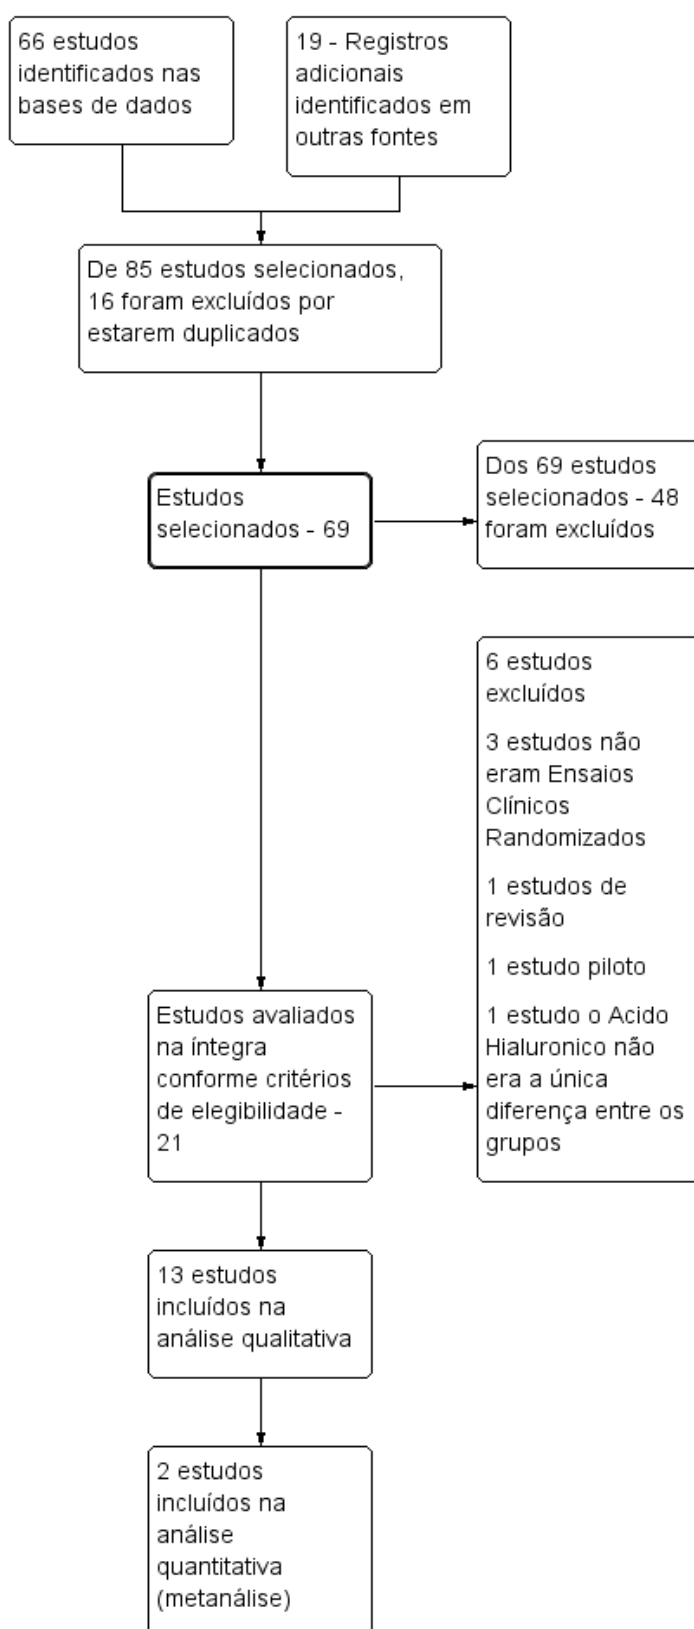 66 estudos
identificados nas
bases de dados
19 - Registros
adicionais
identificados em
outras fontes
De 85 estudos selecionados,
16 foram excluídos por
estarem duplicados
Estudos
selecionados - 69
Dos 69 estudos
selecionados - 48
foram excluídos
6 estudos
excluídos
3 estudos não
eram Ensaios
Clínicos
Randomizados
1 estudos de
revisão
1 estudo piloto
1 estudo o Acido
Hialuronico não
era a única
diferença entre os
grupos
Estudos avaliados
na íntegra
conforme critérios
de elegibilidade -
21
13 estudos
incluídos na
análise qualitativa
2 estudos
incluídos na
análise
quantitativa
(metanálise)